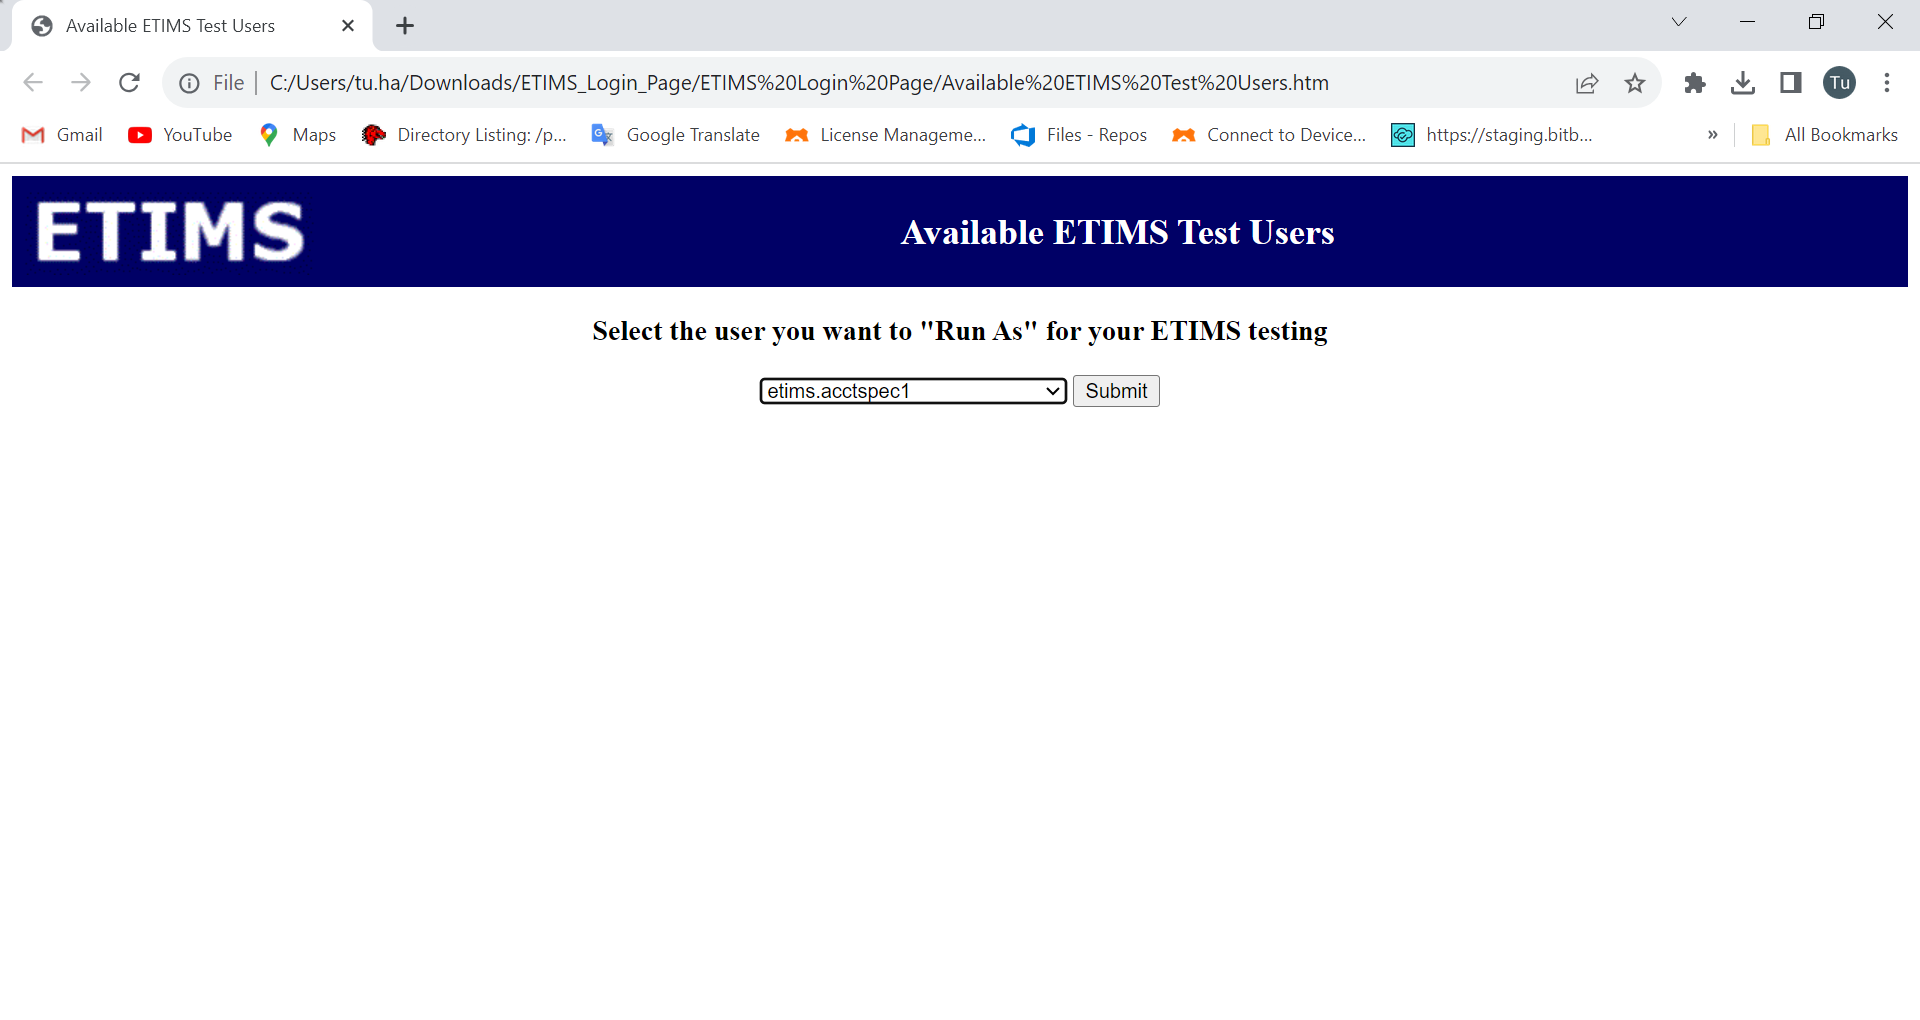 Available ETIMS Test Users
File
C:/Users/tu.ha/Downloads/ETIMS_Login_Page/ETIMS%20Login%20Page/Available%20ETIMS%20Test%20Users.htm
Tu
Gmail YouTube Maps Directory Listing: /p... Google Translate License Manageme... Files - Repos Connect to Device... https://staging.bitb... » All Bookmarks
ETIMS Available ETIMS Test Users
Select the user you want to "Run As" for your ETIMS testing
etims.acctspec1 Submit